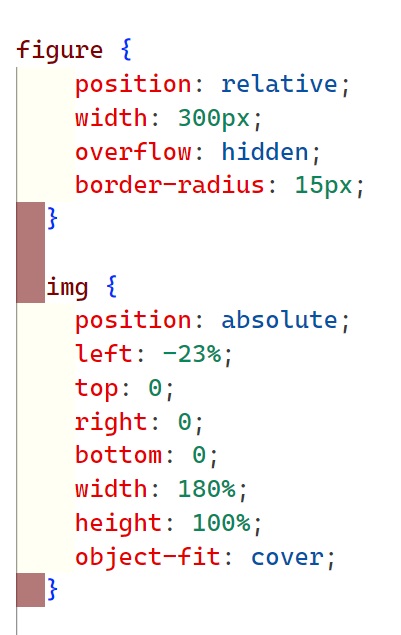 figure {
    position: relative;
    width: 300px;
    overflow: hidden;
    border-radius: 15px;
  }

  img {
    position: absolute;
    left: -23%;
    top: 0;
    right: 0;
    bottom: 0;
    width: 180%;
    height: 100%;
    object-fit: cover;
  }